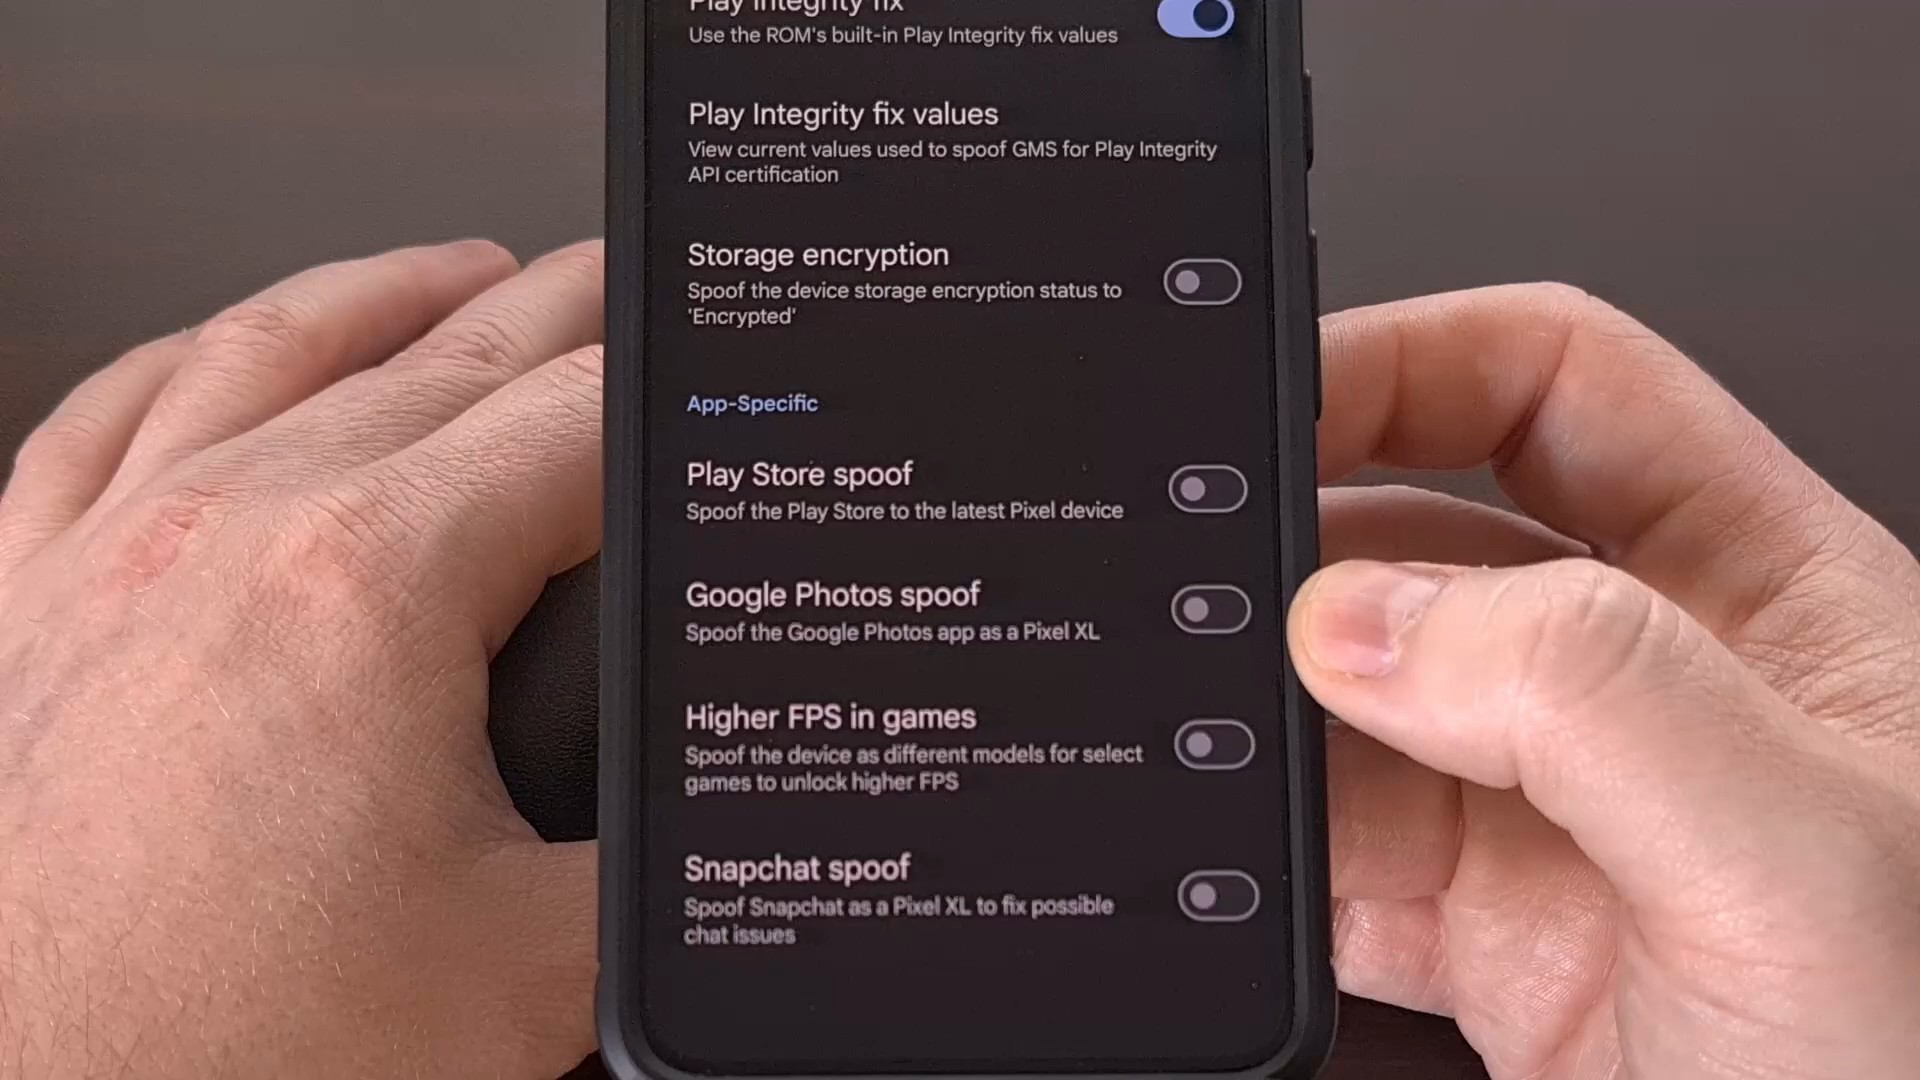 Play Integrity fix
Use the ROM's built-in Play Integrity fix values
Play Integrity fix values
View current values used to spoof GMS for Play Integrity
API certification
Storage encryption
Spoof the device storage encryption status to
'Encrypted'
App-Specific
Play Store spoof
Spoof the Play Store to the latest Pixel device
Google Photos spoof
Spoof the Google Photos app as a Pixel XL
Higher FPS in games
Spoof the device as different models for select
games to unlock higher FPS
Snapchat spoof
Spoof Snapchat as a Pixel XL to fix possible
chat issues